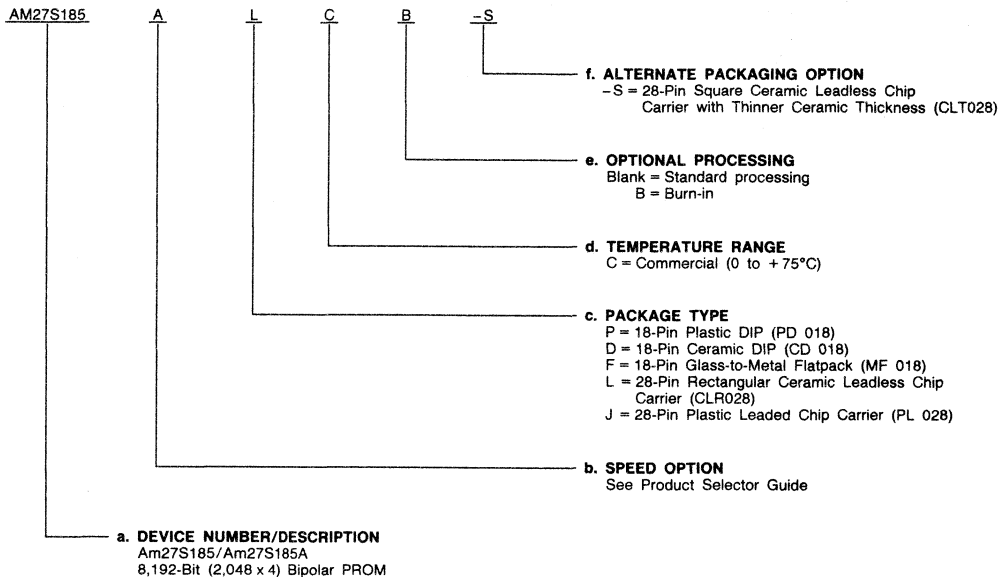 AM27S185 A L C B -S
f. ALTERNATE PACKAGING OPTION
-S = 28-Pin Square Ceramic Leadless Chip
Carrier with Thinner Ceramic Thickness (CLT028)
e. OPTIONAL PROCESSING
Blank = Standard processing
B = Burn-in
d. TEMPERATURE RANGE
C = Commercial (0 to +75°C)
c. PACKAGE TYPE
P = 18-Pin Plastic DIP (PD 018)
D = 18-Pin Ceramic DIP (CD 018)
F = 18-Pin Glass-to-Metal Flatpack (MF 018)
L = 28-Pin Rectangular Ceramic Leadless Chip
Carrier (CLR028)
J = 28-Pin Plastic Leaded Chip Carrier (PL 028)
b. SPEED OPTION
See Product Selector Guide
a. DEVICE NUMBER/DESCRIPTION
Am27S185/Am27S185A
8,192-Bit (2,048 x 4) Bipolar PROM